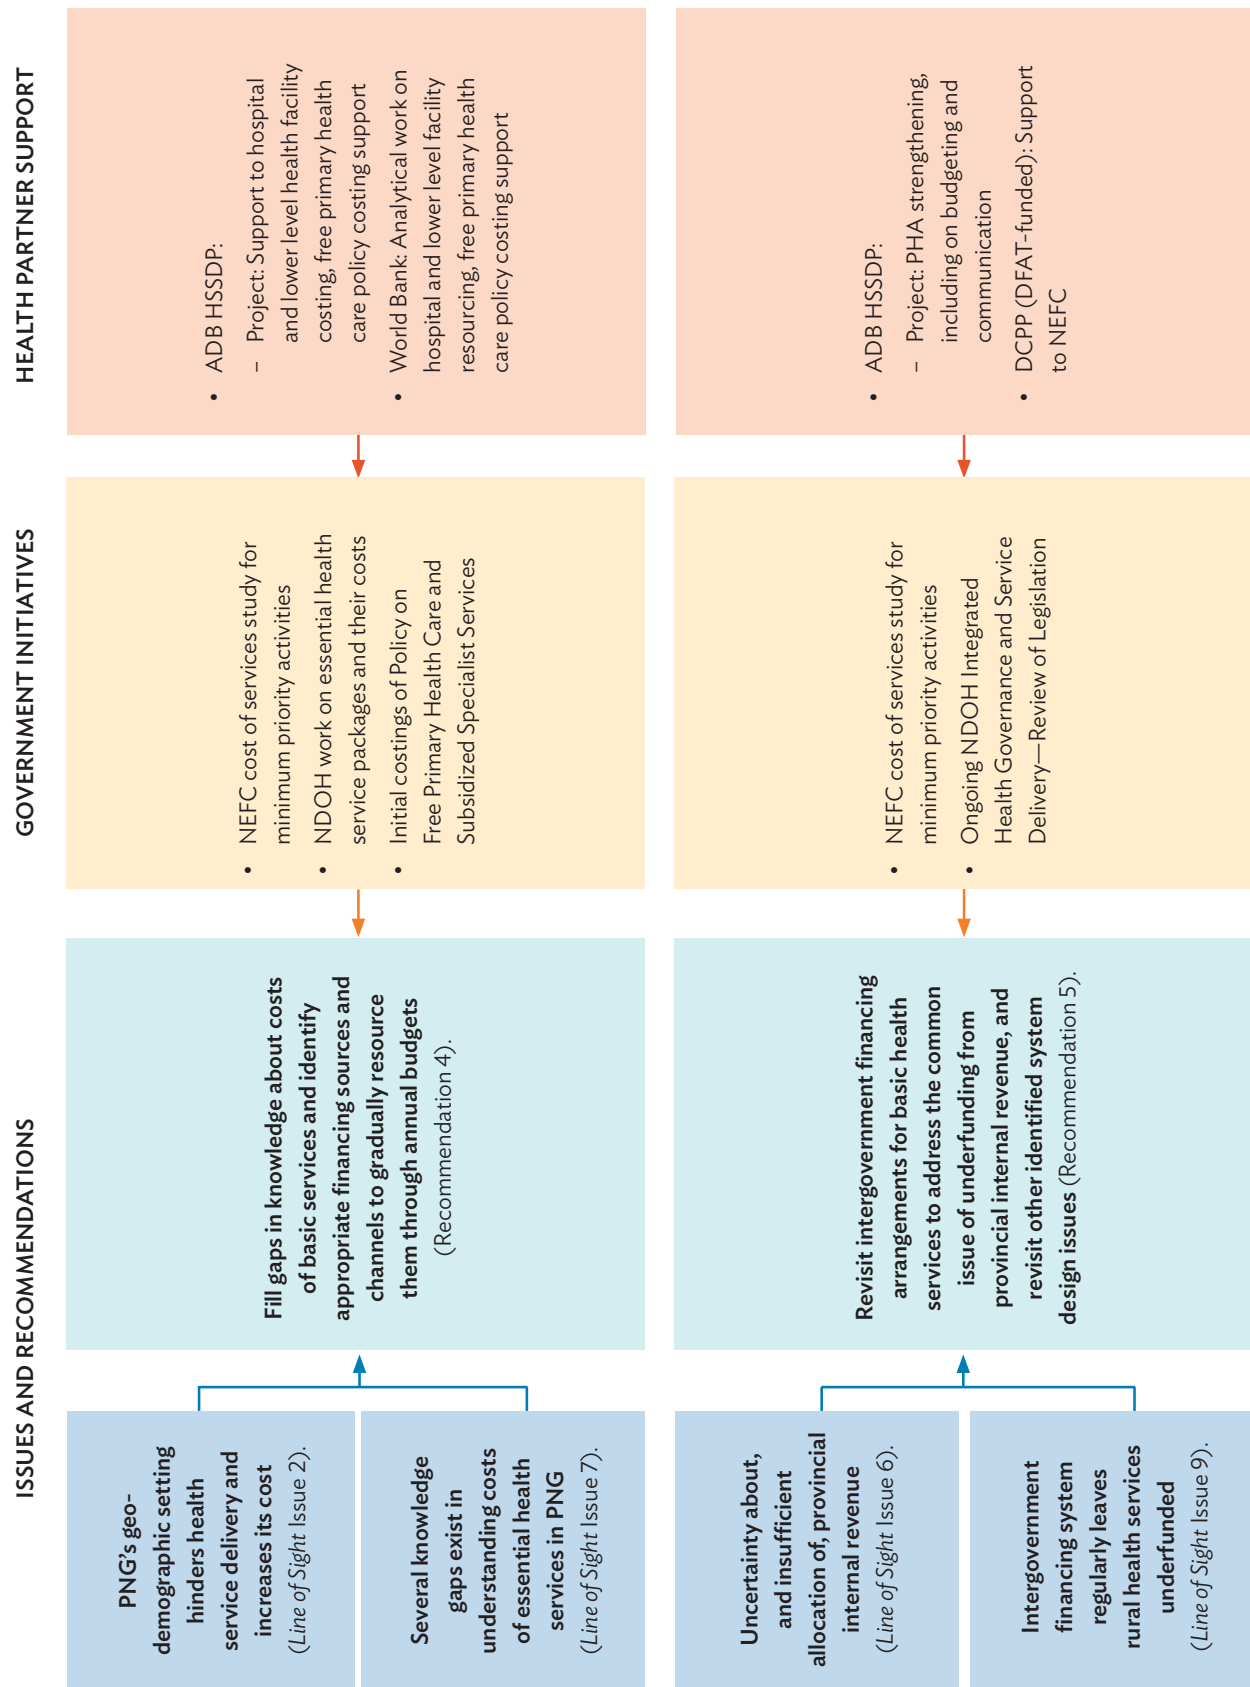 ISSUES AND RECOMMENDATIONS
GOVERNMENT INITIATIVES
HEALTH PARTNER SUPPORT
PNG’s geo-
demographic setting
hinders health
service delivery and
increases its cost
(Line of Sight Issue 2).
Several knowledge
gaps exist in
understanding costs
of essential health
services in PNG
(Line of Sight Issue 7).
Fill gaps in knowledge about costs
of basic services and identify
appropriate financing sources and
channels to gradually resource
them through annual budgets
(Recommendation 4).
• NEFC cost of services study for
minimum priority activities
• NDOH work on essential health
service packages and their costs
• Initial costings of Policy on
Free Primary Health Care and
Subsidized Specialist Services
• ADB HSSDP:
– Project: Support to hospital
and lower level health facility
costing, free primary health
care policy costing support
• World Bank: Analytical work on
hospital and lower level facility
resourcing, free primary health
care policy costing support
Uncertainty about,
and insufficient
allocation of, provincial
internal revenue
(Line of Sight Issue 6).
Intergovernment
financing system
regularly leaves
rural health services
underfunded
(Line of Sight Issue 9).
Revisit intergovernment financing
arrangements for basic health
services to address the common
issue of underfunding from
provincial internal revenue, and
revisit other identified system
design issues (Recommendation 5).
• NEFC cost of services study for
minimum priority activities
• Ongoing NDOH Integrated
Health Governance and Service
Delivery—Review of Legislation
• ADB HSSDP:
– Project: PHA strengthening,
including on budgeting and
communication
• DCPP (DFAT-funded): Support
to NEFC